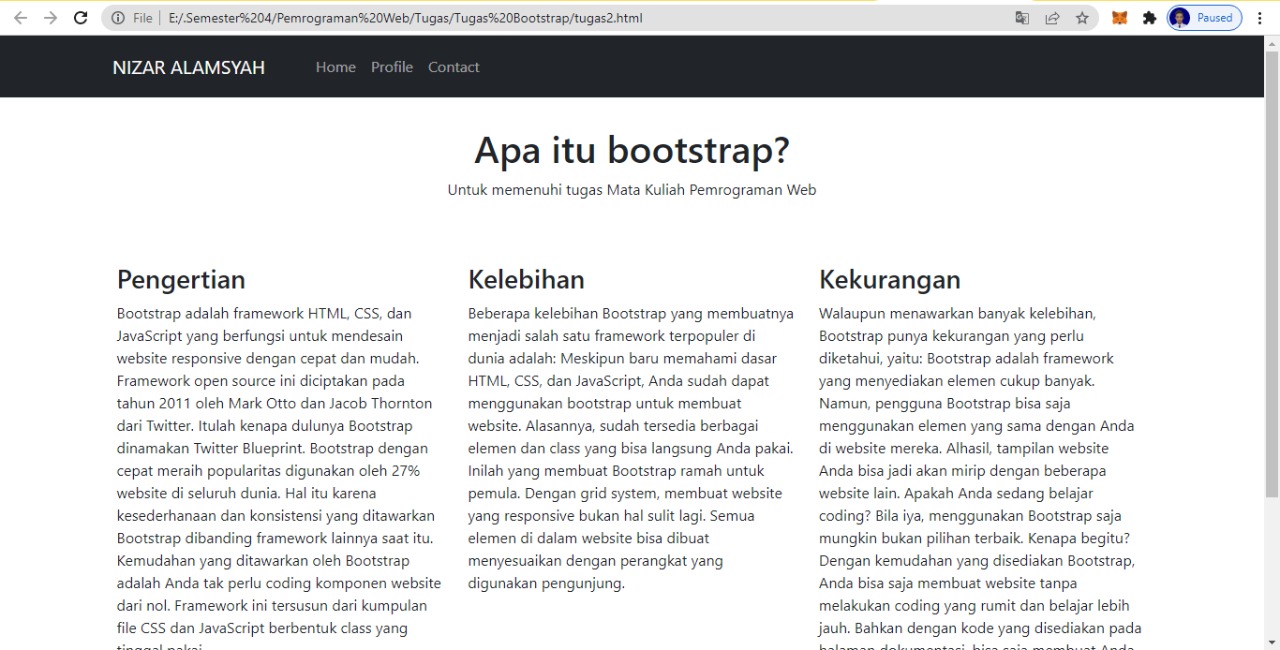 File | E:/.Semester%204/Pemrograman%20Web/Tugas/Tugas%20Bootstrap/tugas2.html
Paused
NIZAR ALAMSYAH
Home Profile Contact
Apa itu bootstrap?
Untuk memenuhi tugas Mata Kuliah Pemrograman Web
Pengertian
Bootstrap adalah framework HTML, CSS, dan
JavaScript yang berfungsi untuk mendesain
website responsive dengan cepat dan mudah.
Framework open source ini diciptakan pada
tahun 2011 oleh Mark Otto dan Jacob Thornton
dari Twitter. Itulah kenapa dulunya Bootstrap
dinamakan Twitter Blueprint. Bootstrap dengan
cepat meraih popularitas digunakan oleh 27%
website di seluruh dunia. Hal itu karena
kesederhanaan dan konsistensi yang ditawarkan
Bootstrap dibanding framework lainnya saat itu.
Kemudahan yang ditawarkan oleh Bootstrap
adalah Anda tak perlu coding komponen website
dari nol. Framework ini tersusun dari kumpulan
file CSS dan JavaScript berbentuk class yang
tinggal pakai.
Kelebihan
Beberapa kelebihan Bootstrap yang membuatnya
menjadi salah satu framework terpopuler di
dunia adalah: Meskipun baru memahami dasar
HTML, CSS, dan JavaScript, Anda sudah dapat
menggunakan bootstrap untuk membuat
website. Alasannya, sudah tersedia berbagai
elemen dan class yang bisa langsung Anda pakai.
Inilah yang membuat Bootstrap ramah untuk
pemula. Dengan grid system, membuat website
yang responsive bukan hal sulit lagi. Semua
elemen di dalam website bisa dibuat
menyesuaikan dengan perangkat yang
digunakan pengunjung.
Kekurangan
Walaupun menawarkan banyak kelebihan,
Bootstrap punya kekurangan yang perlu
diketahui, yaitu: Bootstrap adalah framework
yang menyediakan elemen cukup banyak.
Namun, pengguna Bootstrap bisa saja
menggunakan elemen yang sama dengan Anda
di website mereka. Alhasil, tampilan website
Anda bisa jadi akan mirip dengan beberapa
website lain. Apakah Anda sedang belajar
coding? Bila iya, menggunakan Bootstrap saja
mungkin bukan pilihan terbaik. Kenapa begitu?
Dengan kemudahan yang disediakan Bootstrap,
Anda bisa saja membuat website tanpa
melakukan coding yang rumit dan belajar lebih
jauh. Bahkan dengan kode yang disediakan pada
halaman dokumentasi, bisa saja membuat Anda